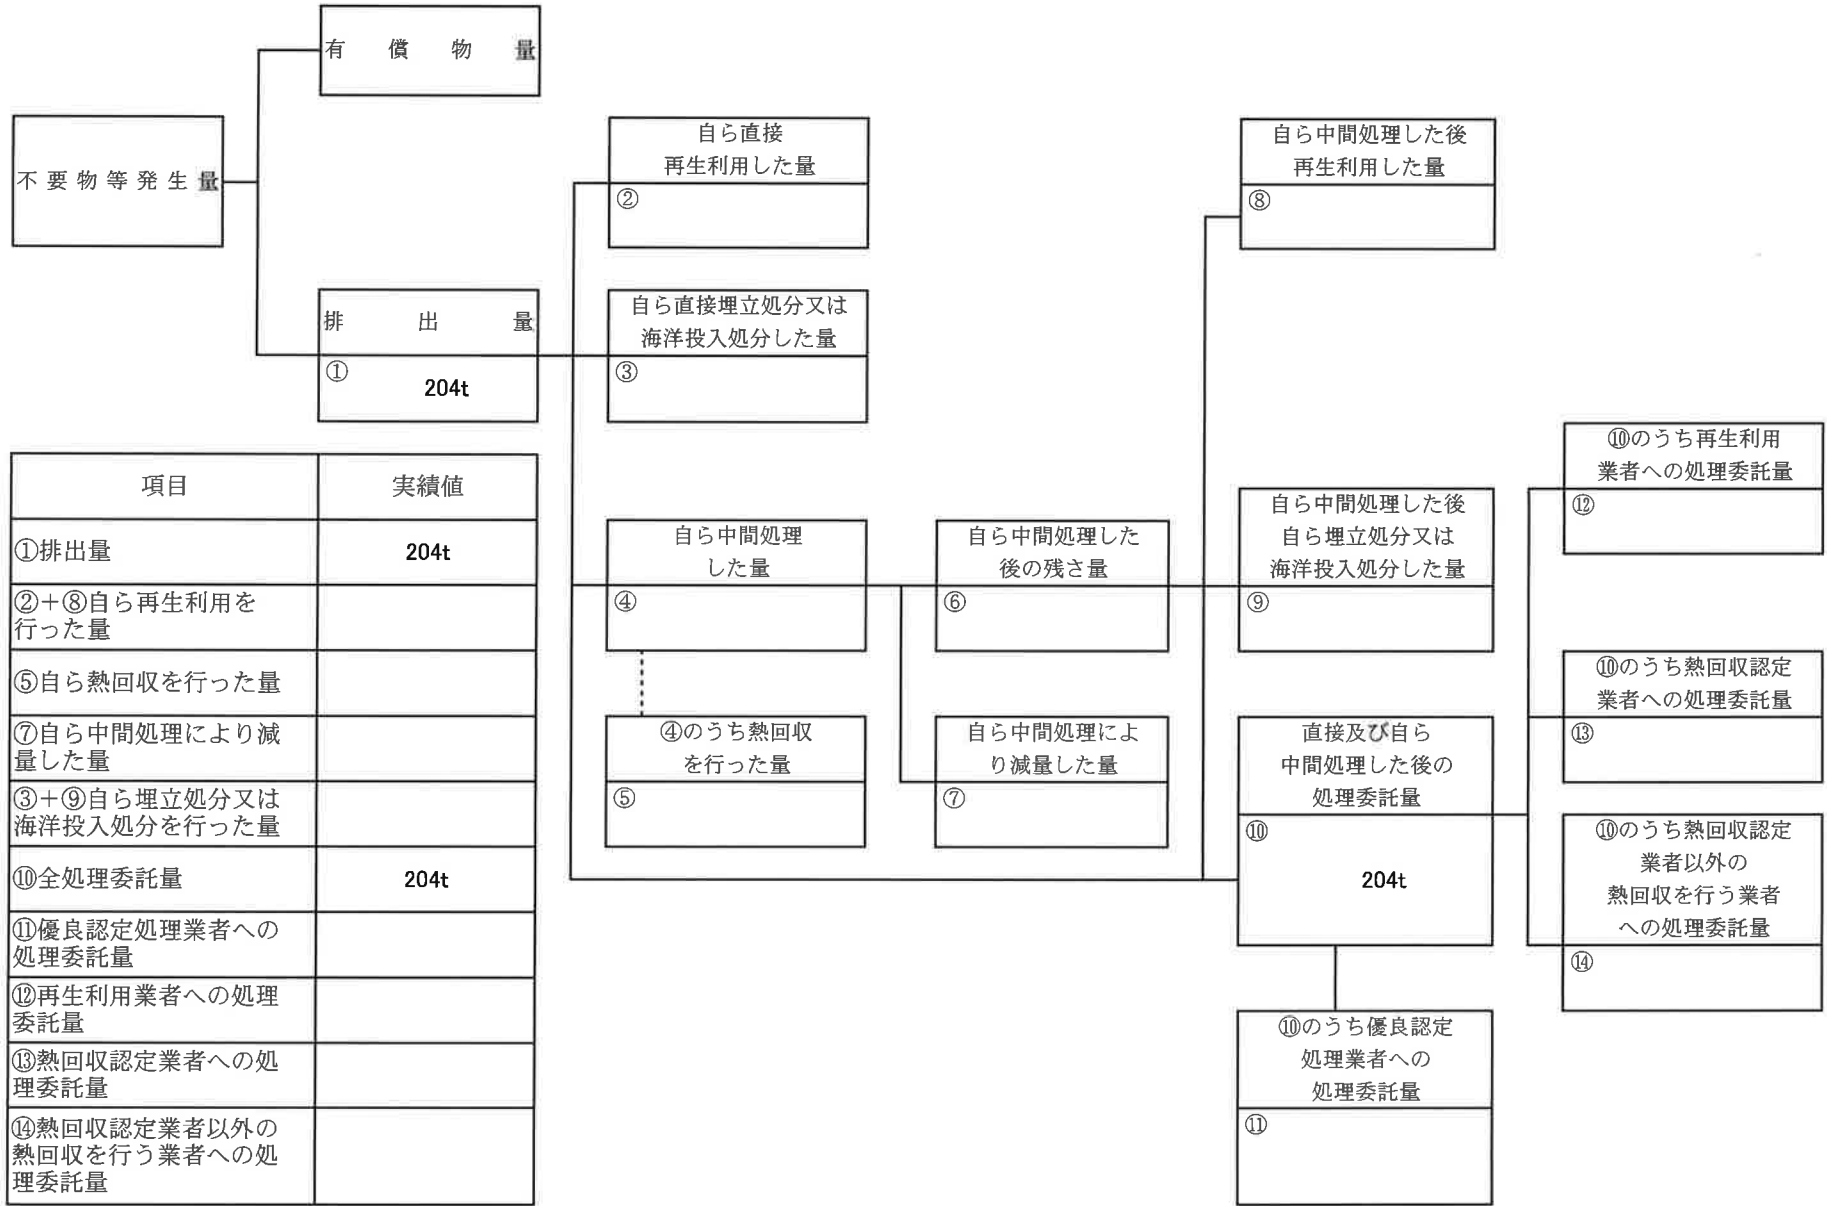 有償物量
不要物等発生量
排出量
①
204t
自ら直接
再生利用した量
②
自ら直接埋立処分又は
海洋投入処分した量
③
自ら中間処理
した量
④
④のうち熱回収
を行った量
⑤
自ら中間処理した
後の残さ量
⑥
自ら中間処理によ
り減量した量
⑦
自ら中間処理した後
再生利用した量
⑧
自ら中間処理した後
自ら埋立処分又は
海洋投入処分した量
⑨
直接及び自ら
中間処理した後の
処理委託量
⑩
204t
⑩のうち優良認定
処理業者への
処理委託量
⑪
⑩のうち再生利用
業者への処理委託量
⑫
⑩のうち熱回収認定
業者への処理委託量
⑬
⑩のうち熱回収認定
業者以外の
熱回収を行う業者
への処理委託量
⑭
項目 実績値
①排出量 204t
②+⑧自ら再生利用を
行った量
⑤自ら熱回収を行った量
⑦自ら中間処理により減
量した量
③+⑨自ら埋立処分又は
海洋投入処分を行った量
⑩全処理委託量 204t
⑪優良認定処理業者への
処理委託量
⑫再生利用業者への処理
委託量
⑬熱回収認定業者への処
理委託量
⑭熱回収認定業者以外の
熱回収を行う業者への処
理委託量